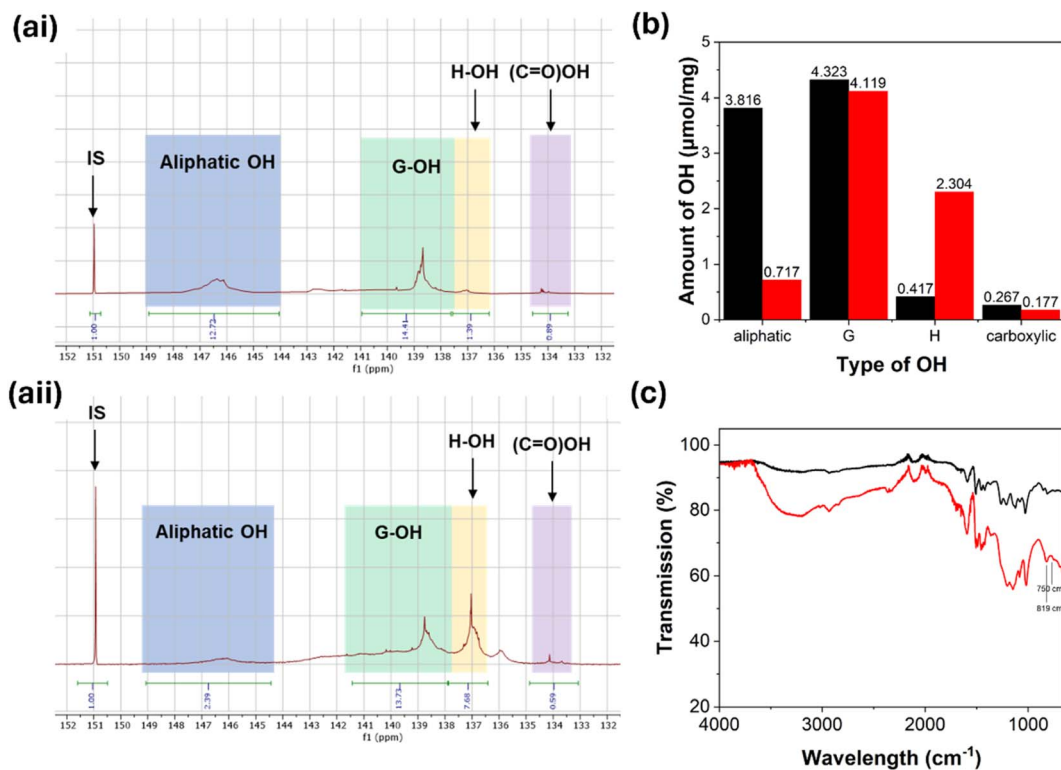 (ai)
IS
Aliphatic OH
G-OH
H-OH
(C=O)OH
1.00
12.72
14.41
1.39
0.89
152 151 150 149 148 147 146 145 144 143 142 141 140 139 138 137 136 135 134 133 132
f1 (ppm)
(aii)
IS
Aliphatic OH
G-OH
H-OH
(C=O)OH
1.00
2.39
13.73
7.68
0.59
152 151 150 149 148 147 146 145 144 143 142 141 140 139 138 137 136 135 134 133 132
f1 (ppm)
(b)
Amount of OH (µmol/mg)
5
4
3
2
1
0
3.816
0.717
4.323
4.119
0.417
2.304
0.267
0.177
aliphatic G H carboxylic
Type of OH
(c)
Transmission (%)
100
80
60
40
20
750 cm
819 cm
4000 3000 2000 1000
Wavelength (cm⁻¹)